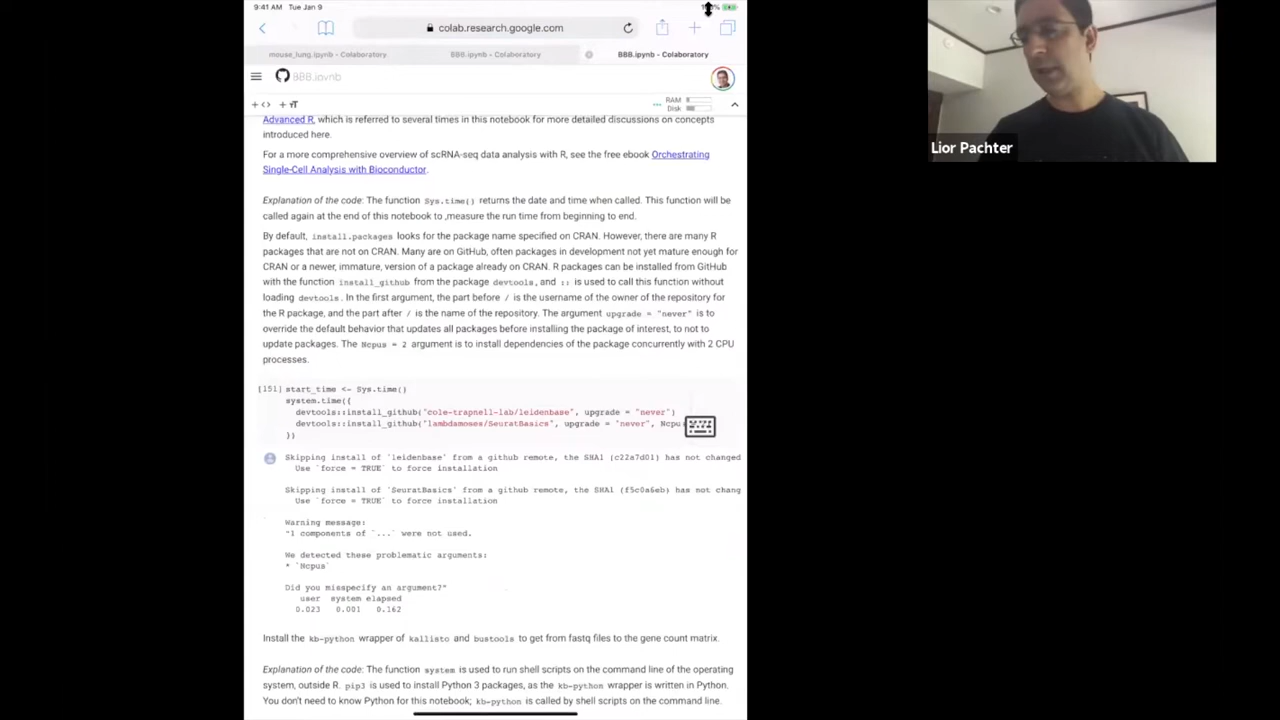 9:41 AM Tue Jan 9
colab.research.google.com
mouse_lung.ipynb - Colaboratory
BBB.ipynb - Colaboratory
BBB.ipynb - Colaboratory
BBB.ipynb
RAM
Disk
Advanced R, which is referred to several times in this notebook for more detailed discussions on concepts
introduced here.
For a more comprehensive overview of scRNA-seq data analysis with R, see the free ebook Orchestrating
Single-Cell Analysis with Bioconductor.
Explanation of the code: The function Sys.time() returns the date and time when called. This function will be
called again at the end of this notebook to ,measure the run time from beginning to end.
By default, install.packages looks for the package name specified on CRAN. However, there are many R
packages that are not on CRAN. Many are on GitHub, often packages in development not yet mature enough for
CRAN or a newer, immature, version of a package already on CRAN. R packages can be installed from GitHub
with the function install_github from the package devtools, and :: is used to call this function without
loading devtools. In the first argument, the part before / is the username of the owner of the repository for
the R package, and the part after / is the name of the repository. The argument upgrade = "never" is to
override the default behavior that updates all packages before installing the package of interest, to not to
update packages. The Ncpus = 2 argument is to install dependencies of the package concurrently with 2 CPU
processes.
[151] start_time <- Sys.time()
system.time({
devtools::install_github("cole-trapnell-lab/leidenbase", upgrade = "never")
devtools::install_github("lambdamoses/SeuratBasics", upgrade = "never", Ncpu
})
Skipping install of 'leidenbase' from a github remote, the SHA1 (c22a7d01) has not changed
Use `force = TRUE` to force installation
Skipping install of 'SeuratBasics' from a github remote, the SHA1 (f5c0a6eb) has not chang
Use `force = TRUE` to force installation
Warning message:
"1 components of `...` were not used.
We detected these problematic arguments:
* `Ncpus`
Did you misspecify an argument?"
user system elapsed
0.023 0.001 0.162
Install the kb-python wrapper of kallisto and bustools to get from fastq files to the gene count matrix.
Explanation of the code: The function system is used to run shell scripts on the command line of the operating
system, outside R. pip3 is used to install Python 3 packages, as the kb-python wrapper is written in Python.
You don't need to know Python for this notebook; kb-python is called by shell scripts on the command line.
Lior Pachter